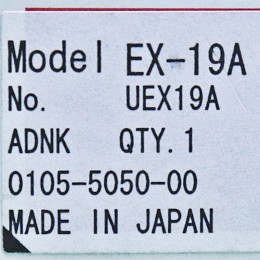 Model EX-19A
No. UEX19A
ADNK QTY.1
0105-5050-00
MADE IN JAPAN